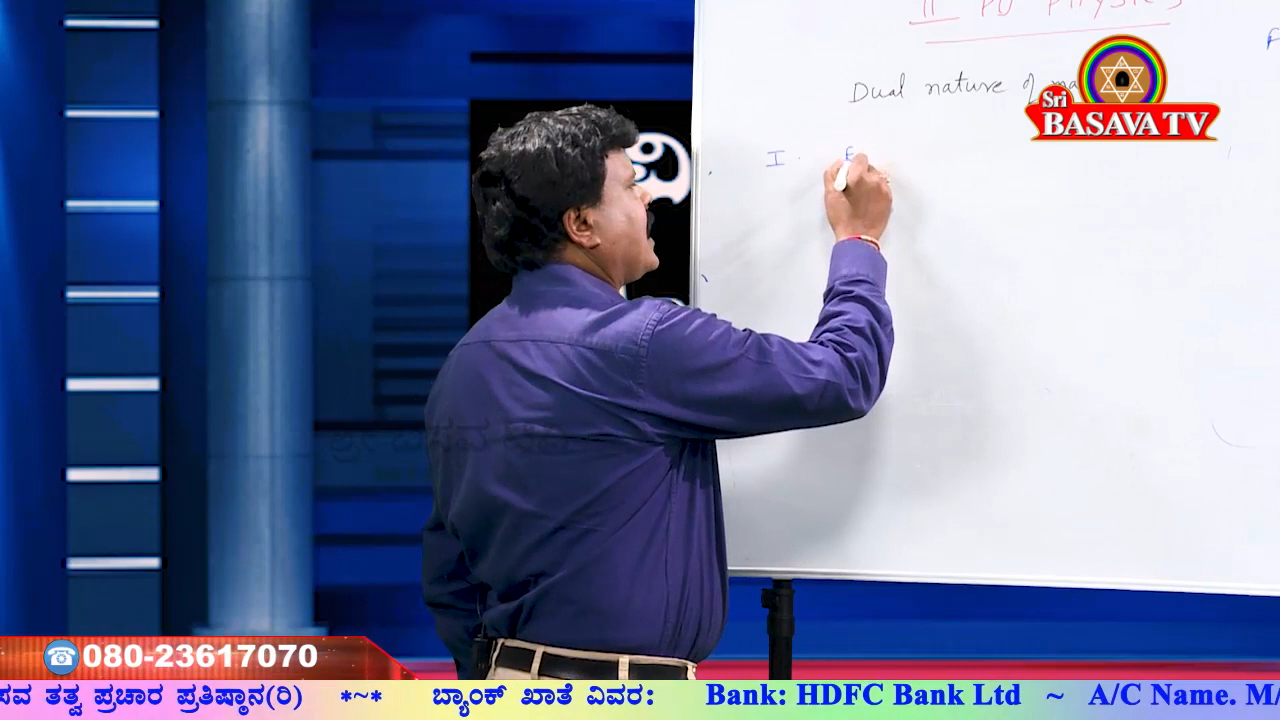 II PU Physics
Dual nature of ma
I. E
Sri
BASAVA TV
ವಿ
☎080-23617070
ಸವ ತತ್ವ ಪ್ರಚಾರ ಪ್ರತಿಷ್ಠಾನ(ರಿ) *~* ಬ್ಯಾಂಕ್ ಖಾತೆ ವಿವರ: Bank: HDFC Bank Ltd ~ A/C Name. MA